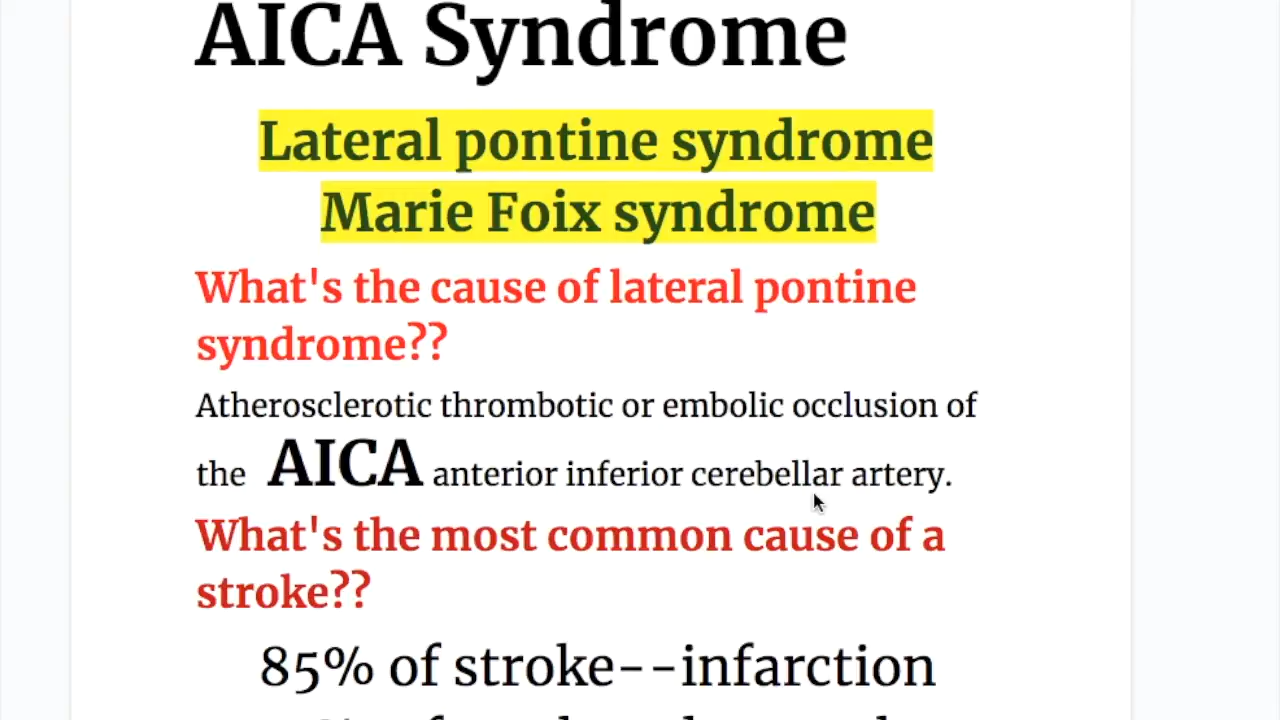 AICA Syndrome
Lateral pontine syndrome
Marie Foix syndrome
What's the cause of lateral pontine
syndrome??
Atherosclerotic thrombotic or embolic occlusion of
the AICA anterior inferior cerebellar artery.
What's the most common cause of a
stroke??
85% of stroke--infarction